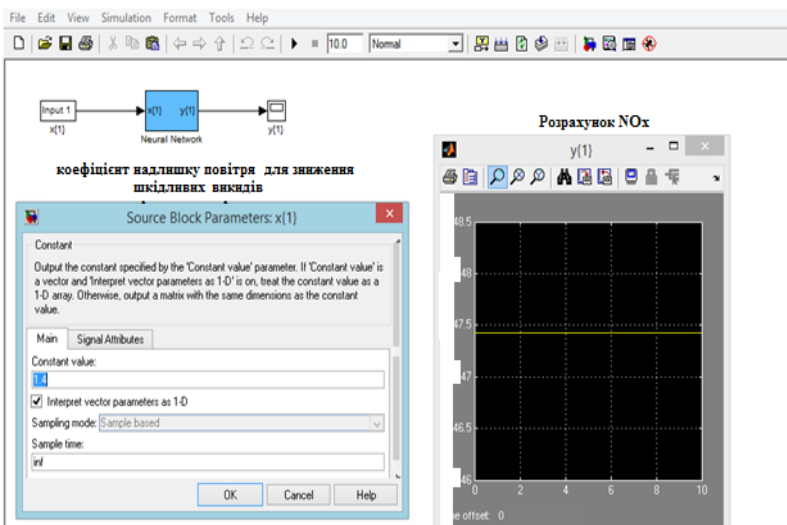 File Edit View Simulation Format Tools Help
10.0 Normal
Input 1
x{1}
x{1} y{1}
Neural Network
y{1}
коефіцієнт надлишку повітря для зниження
шкідливих викидів
Розрахунок NOx
y{1}
Source Block Parameters: x{1}
Constant
Output the constant specified by the 'Constant value' parameter. If 'Constant value' is
a vector and 'Interpret vector parameters as 1-D' is on, treat the constant value as a
1-D array. Otherwise, output a matrix with the same dimensions as the constant
value.
Main Signal Attributes
Constant value:
1.4
Interpret vector parameters as 1-D
Sampling mode: Sample based
Sample time:
inf
OK Cancel Help
48.5
48
47.5
47
46.5
46
0 2 4 6 8 10
e offset: 0